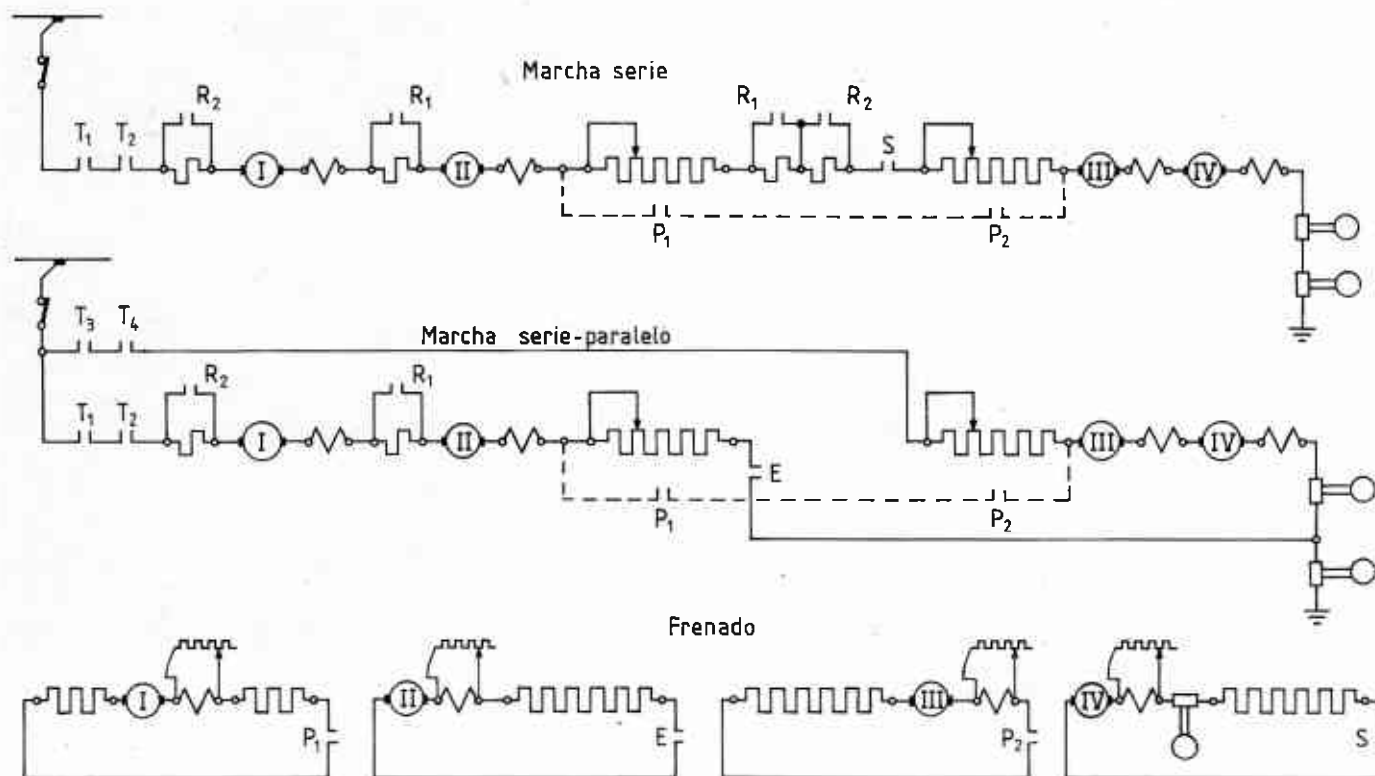 Marcha serie
R₂ R₁ R₁ R₂
T₁ T₂ S
I II III IV
P₁ P₂
T₃ T₄
Marcha serie-paralelo
R₂ R₁
T₁ T₂
I II III IV
E
P₁ P₂
Frenado
I II III IV
P₁ E P₂ S